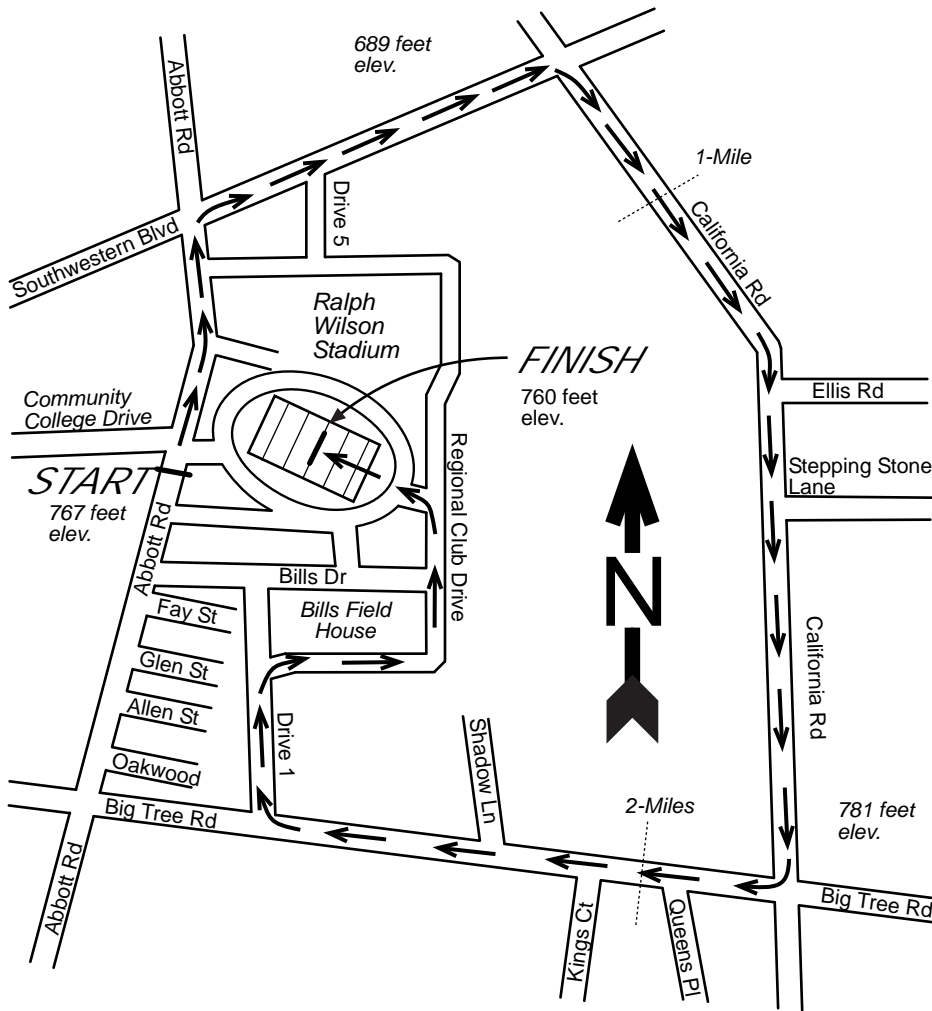 689 feet
elev.
Abbott Rd
1-Mile
Southwestern Blvd
Drive 5
California Rd
Ralph
Wilson
Stadium
FINISH
760 feet
elev.
Community
College Drive
Ellis Rd
START
767 feet
elev.
Abbott Rd
Regional Club Drive
Stepping Stone
Lane
Bills Dr
N
Fay St
Bills Field
House
Glen St
Allen St
Oakwood
Drive 1
California Rd
Shadow Ln
Big Tree Rd
2-Miles
781 feet
elev.
Abbott Rd
Kings Ct
Queens Pl
Big Tree Rd